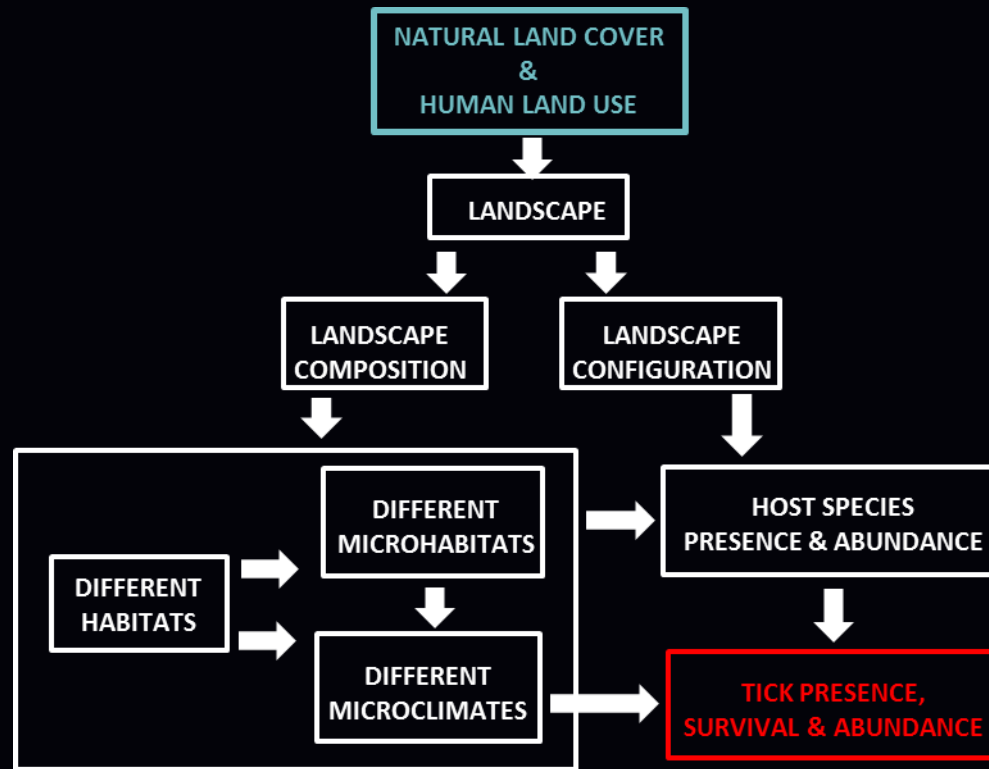 NATURAL LAND COVER
&
HUMAN LAND USE
LANDSCAPE
LANDSCAPE
COMPOSITION
LANDSCAPE
CONFIGURATION
DIFFERENT
MICROHABITATS
HOST SPECIES
PRESENCE & ABUNDANCE
DIFFERENT
HABITATS
DIFFERENT
MICROCLIMATES
TICK PRESENCE,
SURVIVAL & ABUNDANCE